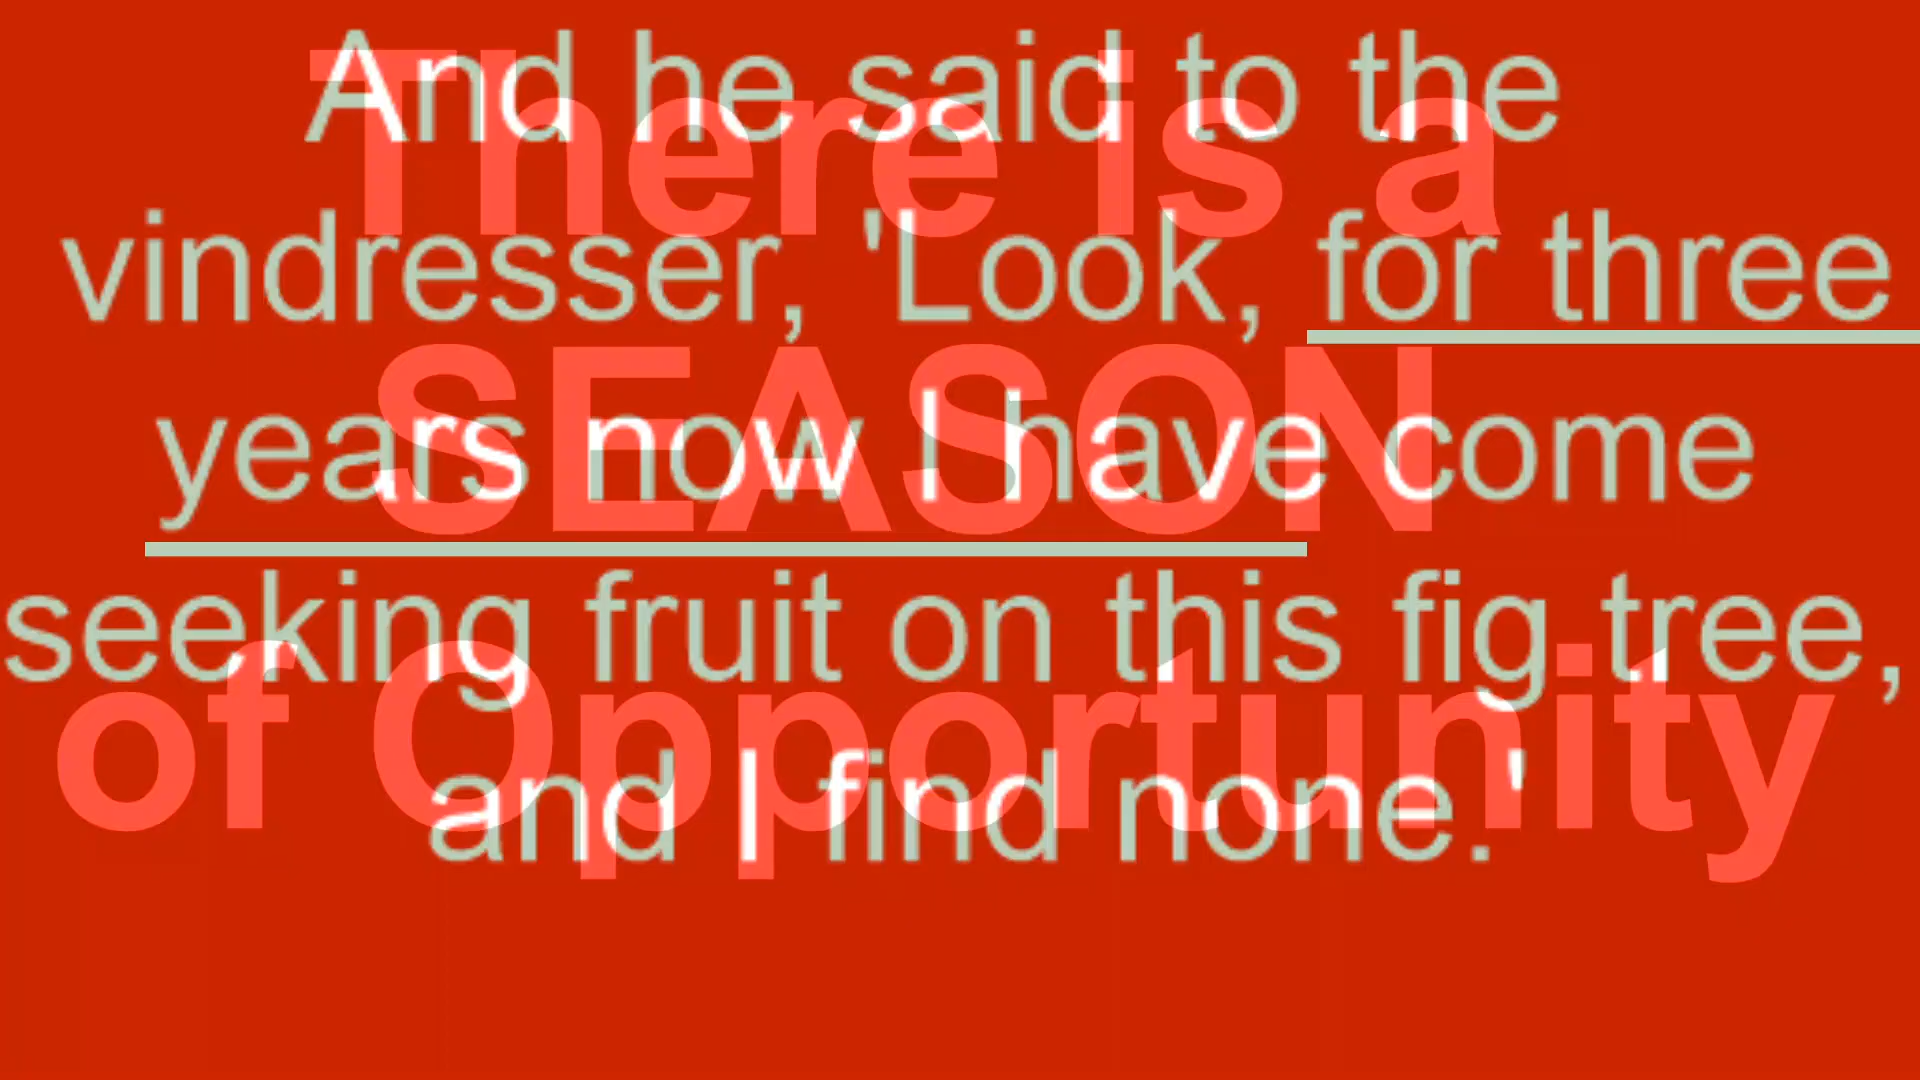 And he said to the
vindresser, 'Look, for three
years now I have come
seeking fruit on this fig tree,
and I find none.'
There is a
SEASON
of Opportunity